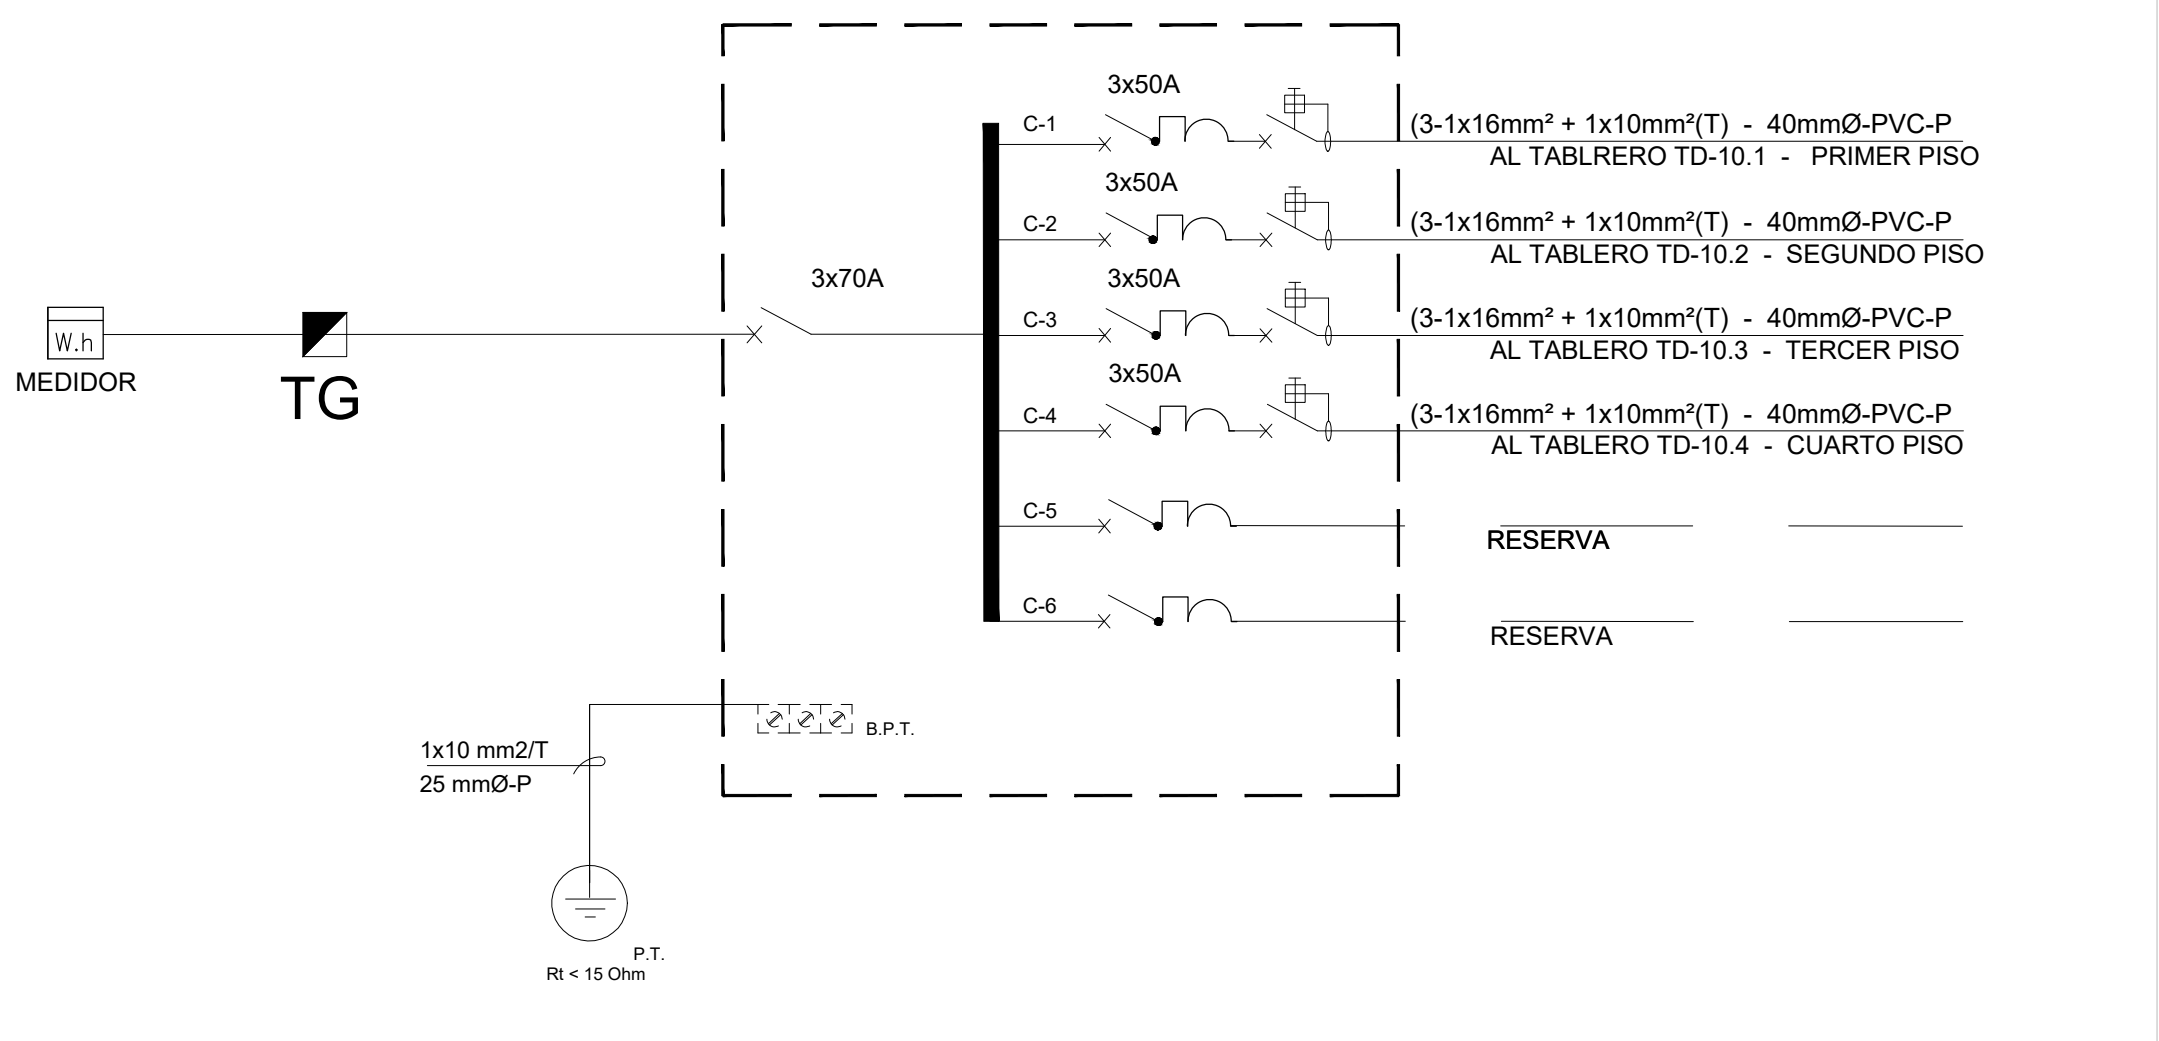 3x50A
C-1
(3-1x16mm² + 1x10mm²(T) - 40mmØ-PVC-P
AL TABLRERO TD-10.1 - PRIMER PISO
3x50A
C-2
(3-1x16mm² + 1x10mm²(T) - 40mmØ-PVC-P
AL TABLERO TD-10.2 - SEGUNDO PISO
3x70A
3x50A
C-3
(3-1x16mm² + 1x10mm²(T) - 40mmØ-PVC-P
AL TABLERO TD-10.3 - TERCER PISO
W.h
MEDIDOR
TG
3x50A
C-4
(3-1x16mm² + 1x10mm²(T) - 40mmØ-PVC-P
AL TABLERO TD-10.4 - CUARTO PISO
C-5
RESERVA
C-6
RESERVA
B.P.T.
1x10 mm2/T
25 mmØ-P
P.T.
Rt < 15 Ohm